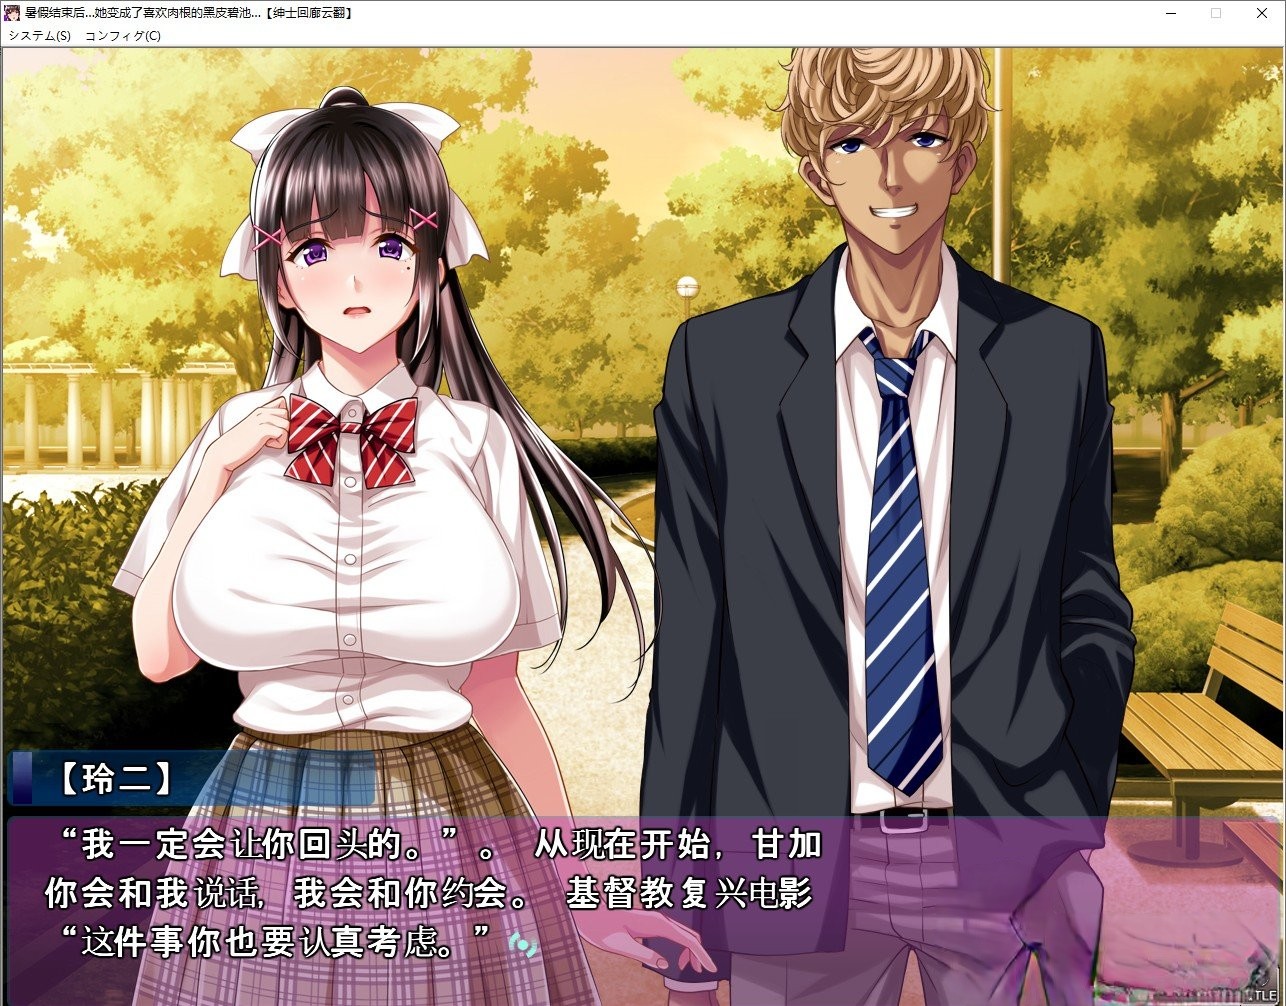 暑假结束后...她变成了喜欢肉根的黑皮碧池...【绅士回廊云翻】
システム(S) コンフィグ(C)
【玲二】
“我一定会让你回头的。”。 从现在开始, 甘加
你会和我说话, 我会和你约会。 基督教复兴电影
“这件事你也要认真考虑。”